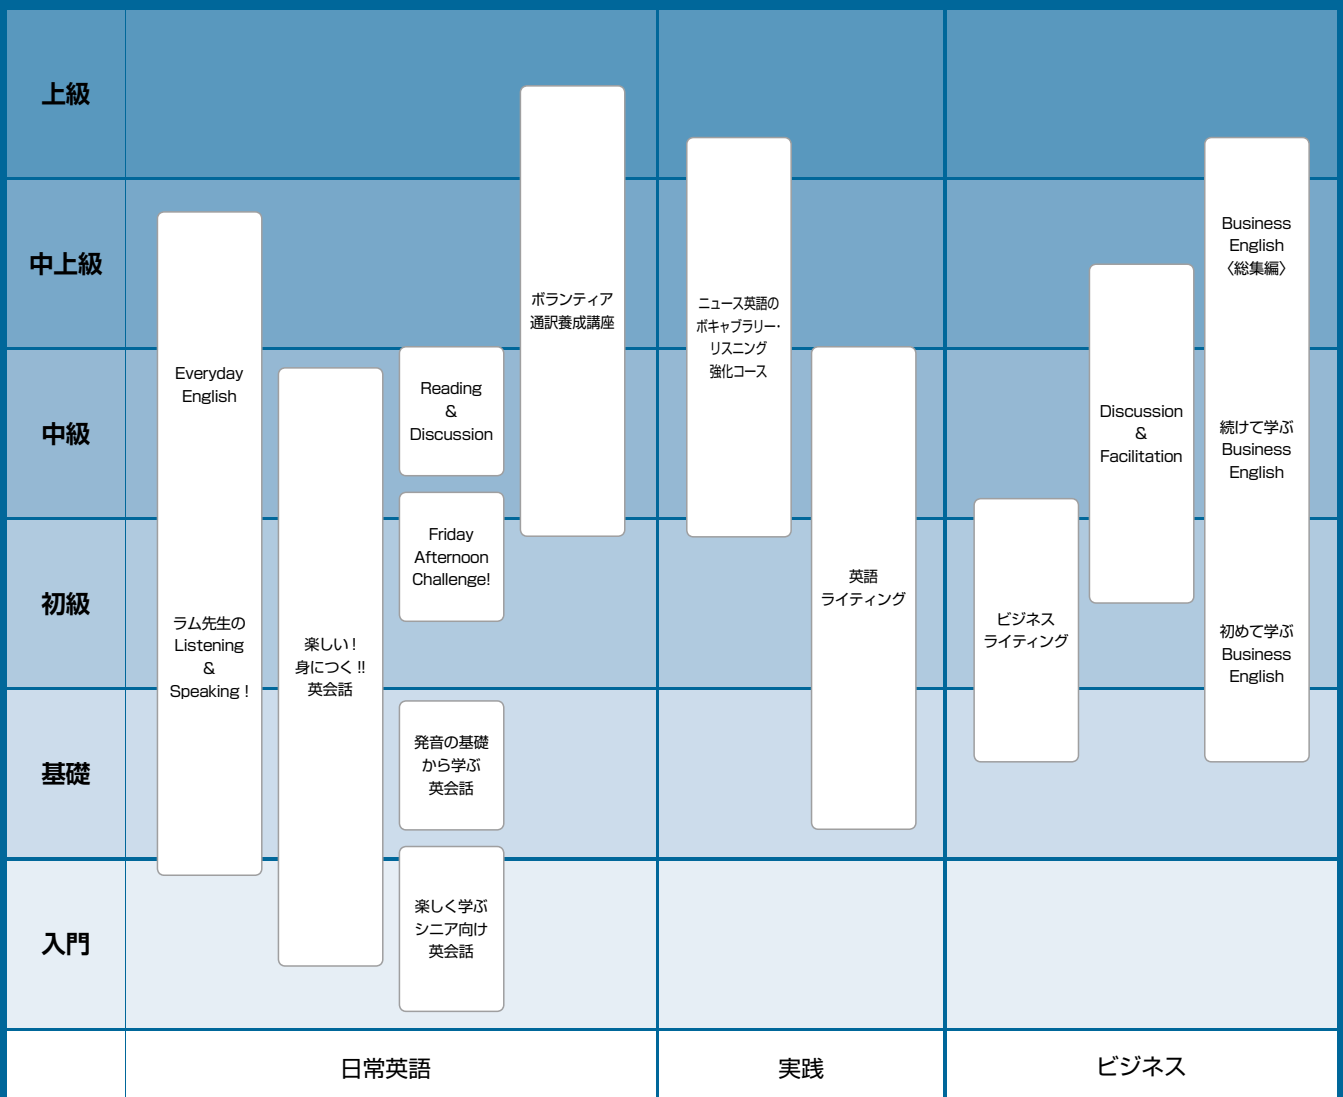 上級
中上級
中級
初級
基礎
入門
Everyday
English
ラム先生の
Listening
&
Speaking !
楽しい !
身につく !!
英会話
Reading
&
Discussion
Friday
Afternoon
Challenge!
発音の基礎
から学ぶ
英会話
楽しく学ぶ
シニア向け
英会話
ボランティア
通訳養成講座
ニュース英語の
ボキャブラリー・
リスニング
強化コース
英語
ライティング
ビジネス
ライティング
Discussion
&
Facilitation
Business
English
〈総集編〉
続けて学ぶ
Business
English
初めて学ぶ
Business
English
日常英語
実践
ビジネス